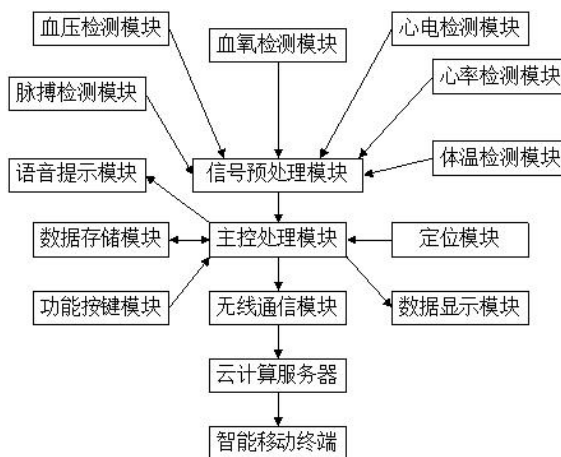 血压检测模块
血氧检测模块
心电检测模块
脉搏检测模块
心率检测模块
语音提示模块
信号预处理模块
体温检测模块
数据存储模块
主控处理模块
定位模块
功能按键模块
无线通信模块
数据显示模块
云计算服务器
智能移动终端